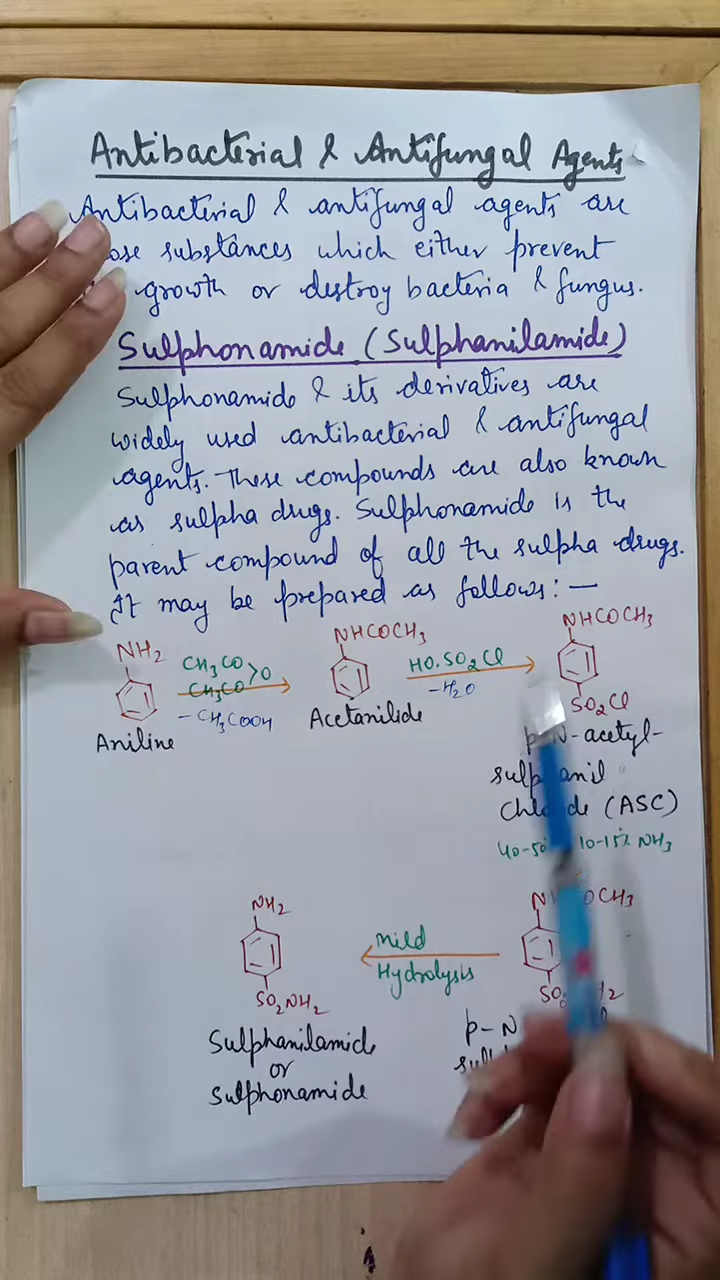 Antibacterial & Antifungal Agents
Antibacterial & antifungal agents are
substances which either prevent
growth or destroy bacteria & fungus.
Sulphonamide (Sulphanilamide)
Sulphonamide & its derivatives are
widely used antibacterial & antifungal
agents. These compounds are also known
as sulpha drugs. Sulphonamide is the
parent compound of all the sulpha drugs.
It may be prepared as follows:—
NH2
CH3CO
CH3CO >O
-CH3COOH
Aniline
NHCOCH3
Acetanilide
HO.SO2Cl
-H2O
NHCOCH3
SO2Cl
-acetyl-
(ASC)
10-15% NH3
OCH3
Mild
Hydrolysis
NH2
SO2NH2
Sulphanilamide
or
Sulphonamide
p-N